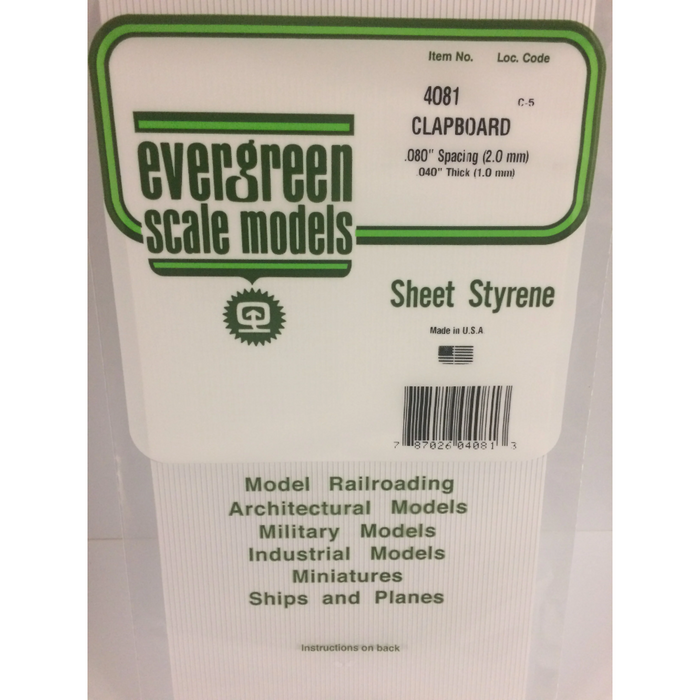 Item No. Loc. Code
4081 C-5
CLAPBOARD
.080" Spacing (2.0 mm)
.040" Thick (1.0 mm)
evergreen
scale models
Sheet Styrene
Made in U.S.A
7 87026 04081 3
Model Railroading
Architectural Models
Military Models
Industrial Models
Miniatures
Ships and Planes
Instructions on back